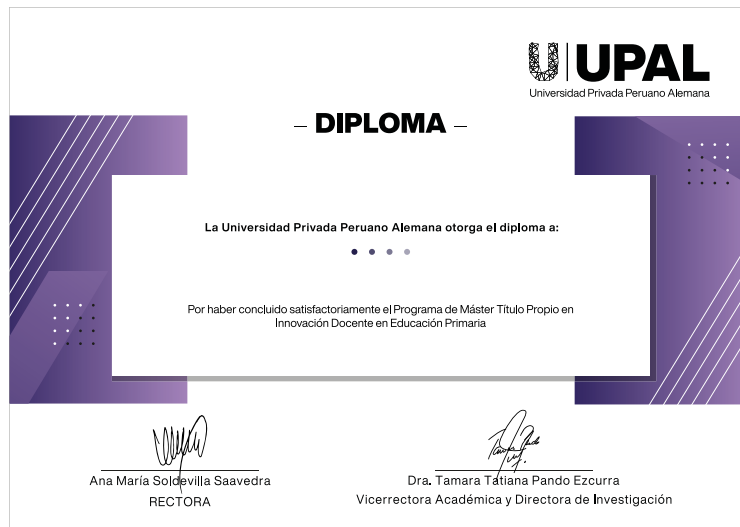 UPAL
Universidad Privada Peruano Alemana
– DIPLOMA –
La Universidad Privada Peruano Alemana otorga el diploma a:
Por haber concluido satisfactoriamente el Programa de Máster Título Propio en
Innovación Docente en Educación Primaria
Ana María Soldevilla Saavedra
RECTORA
Dra. Tamara Tatiana Pando Ezcurra
Vicerrectora Académica y Directora de Investigación